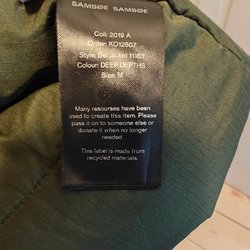 SAMSØE SAMSØE
Coll: 2019 A
Order: KO12507
Style: Bei jacket 11183
Colour: DEEP DEPTHS
Size: M
Many resourses have been
used to create this item. Please
pass it on to someone else or
donate it when no longer
needed.
This label is made from
recycled materials.